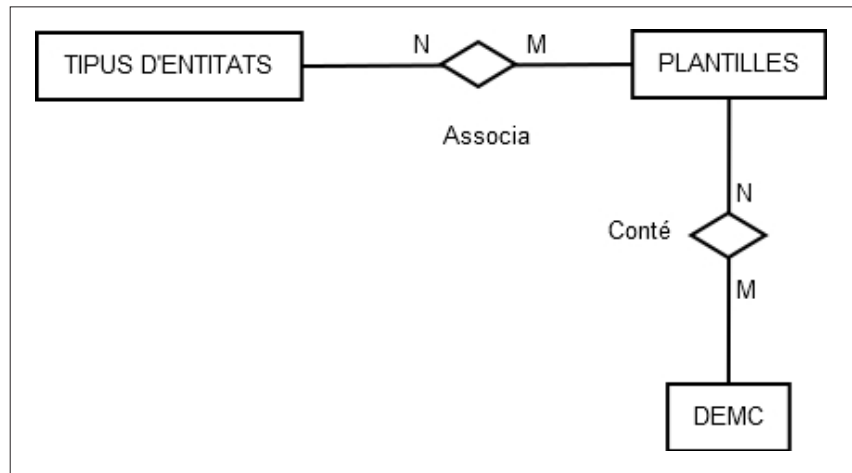 TIPUS D'ENTITATS
N
M
PLANTILLES
Associa
N
Conté
M
DEMC